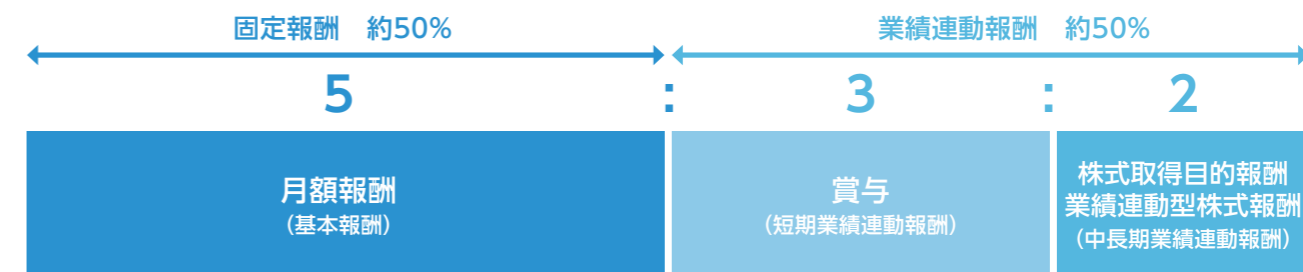 固定報酬　約50%
業績連動報酬　約50%
5 : 3 : 2
月額報酬
（基本報酬）
賞与
（短期業績連動報酬）
株式取得目的報酬
業績連動型株式報酬
（中長期業績連動報酬）